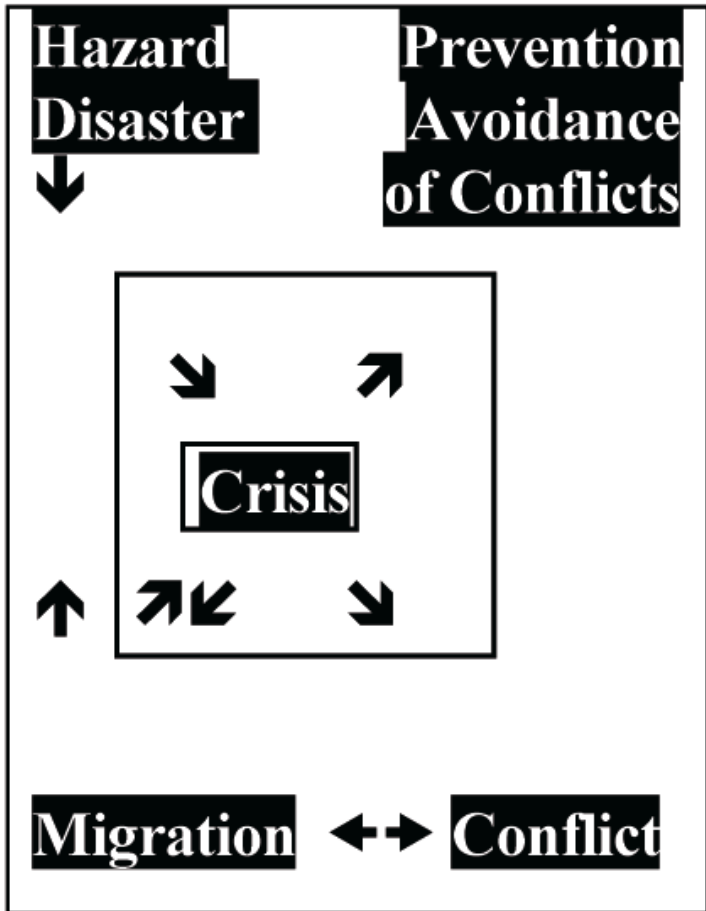 Hazard
Disaster
Prevention
Avoidance
of Conflicts
Crisis
Migration
Conflict